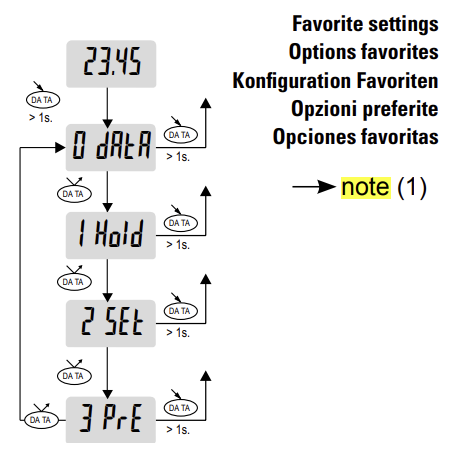 Favorite settings
Options favorites
Konfiguration Favoriten
Opzioni preferite
Opciones favoritas
note (1)
23.45
DATA
> 1s.
0 dAtA
DATA
> 1s.
DATA
1 Hold
DATA
> 1s.
DATA
2 SEt
DATA
> 1s.
DATA
3 PrE
DATA
> 1s.
DATA